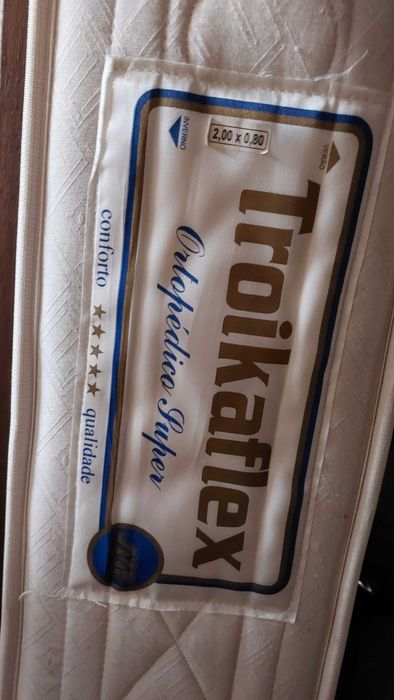 VERÃO
2,00 x 0,80
INVERNO
Troikaflex
Ortopédico Super
conforto ★★★★★ qualidade